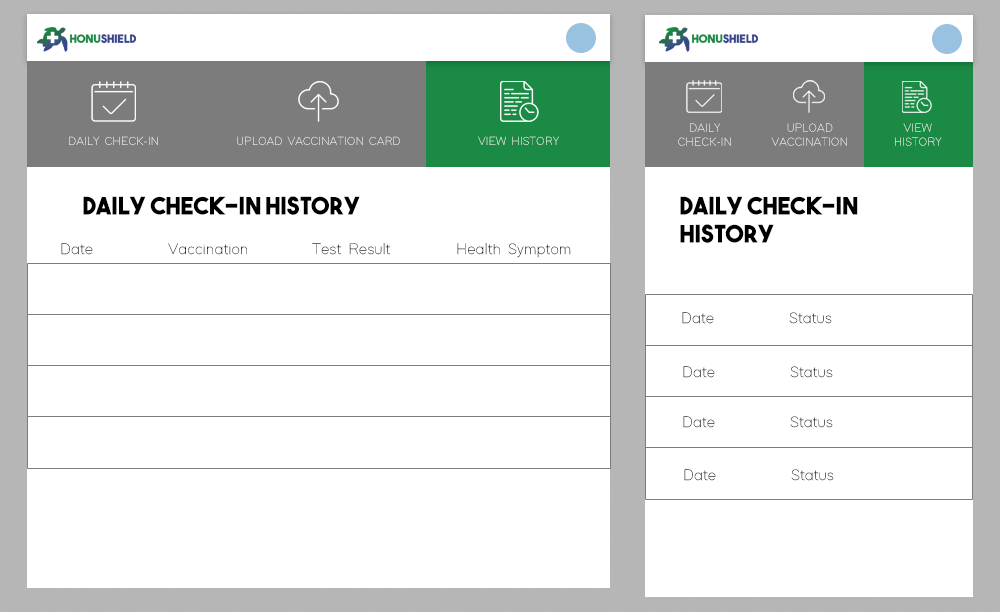 HONUSHIELD
DAILY CHECK-IN
UPLOAD VACCINATION CARD
VIEW HISTORY
DAILY CHECK-IN HISTORY
Date Vaccination Test Result Health Symptom
HONUSHIELD
DAILY
CHECK-IN
UPLOAD
VACCINATION
VIEW
HISTORY
DAILY CHECK-IN
HISTORY
Date Status
Date Status
Date Status
Date Status